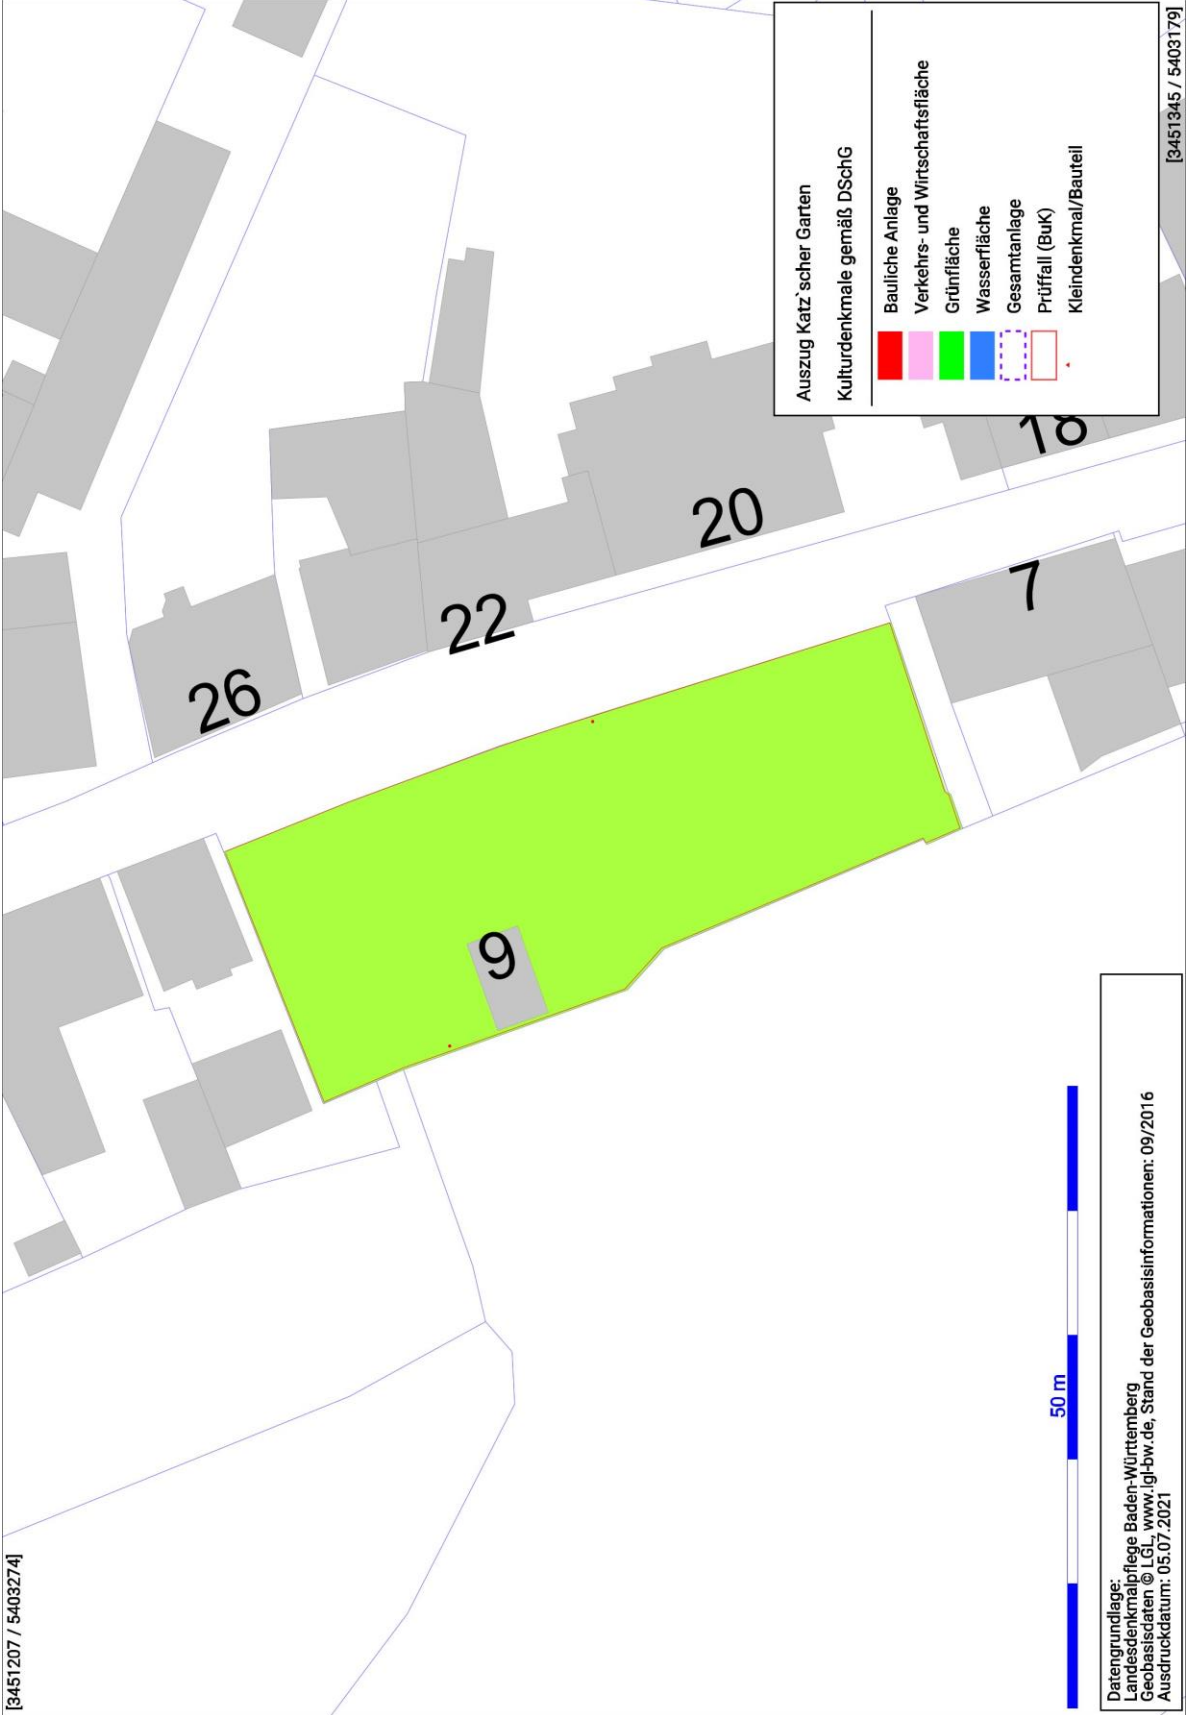 [3451207 / 5403274]
26
22
20
18
7
9
Auszug Katz`scher Garten
Kulturdenkmale gemäß DSchG
Bauliche Anlage
Verkehrs- und Wirtschaftsfläche
Grünfläche
Wasserfläche
Gesamtanlage
Prüffall (BuK)
Kleindenkmal/Bauteil
50 m
Datengrundlage:
Landesdenkmalpflege Baden-Württemberg
Geobasisdaten © LGL, www.lgl-bw.de, Stand der Geobasisinformationen: 09/2016
Ausdruckdatum: 05.07.2021
[3451345 / 5403179]